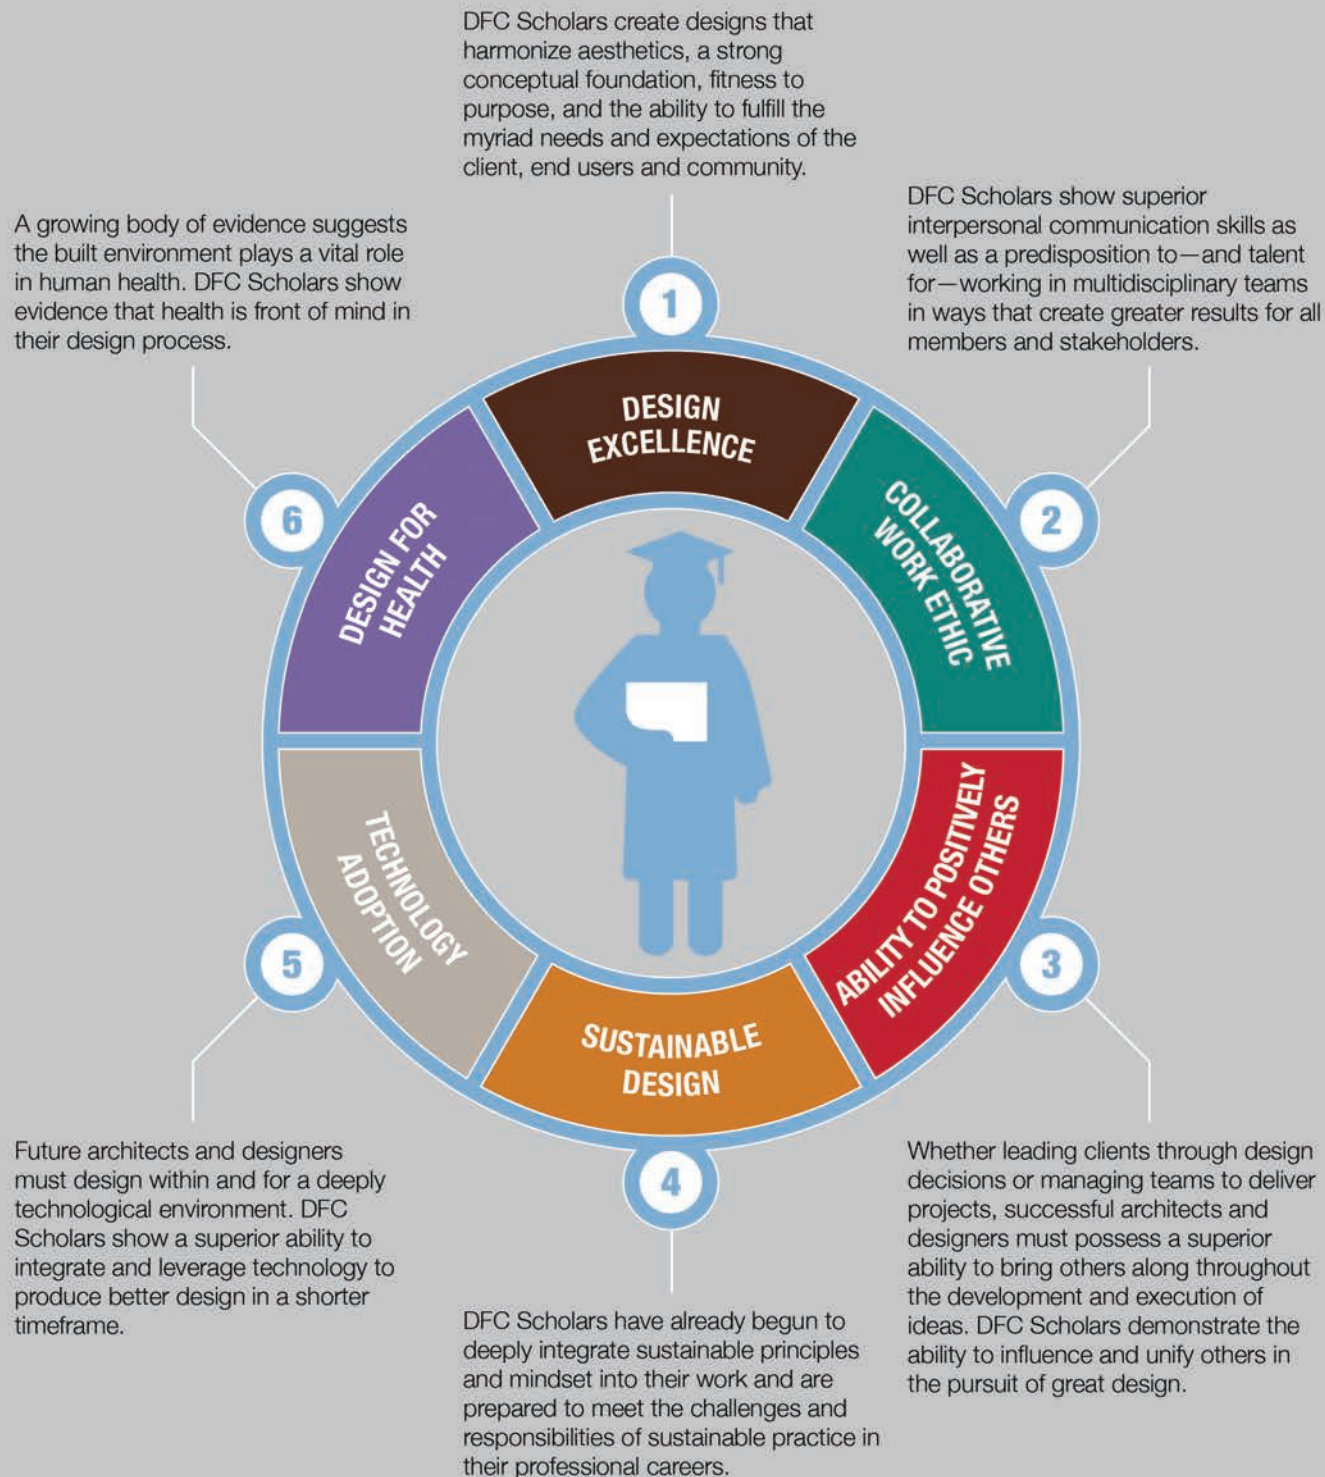 DFC Scholars create designs that
harmonize aesthetics, a strong
conceptual foundation, fitness to
purpose, and the ability to fulfill the
myriad needs and expectations of the
client, end users and community.
DFC Scholars show superior
interpersonal communication skills as
well as a predisposition to—and talent
for—working in multidisciplinary teams
in ways that create greater results for all
members and stakeholders.
A growing body of evidence suggests
the built environment plays a vital role
in human health. DFC Scholars show
evidence that health is front of mind in
their design process.
1
DESIGN
EXCELLENCE
2
COLLABORATIVE
WORK ETHIC
6
DESIGN FOR
HEALTH
3
ABILITY TO POSITIVELY
INFLUENCE OTHERS
5
TECHNOLOGY
ADOPTION
SUSTAINABLE
DESIGN
4
Future architects and designers
must design within and for a deeply
technological environment. DFC
Scholars show a superior ability to
integrate and leverage technology to
produce better design in a shorter
timeframe.
Whether leading clients through design
decisions or managing teams to deliver
projects, successful architects and
designers must possess a superior
ability to bring others along throughout
the development and execution of
ideas. DFC Scholars demonstrate the
ability to influence and unify others in
the pursuit of great design.
DFC Scholars have already begun to
deeply integrate sustainable principles
and mindset into their work and are
prepared to meet the challenges and
responsibilities of sustainable practice in
their professional careers.